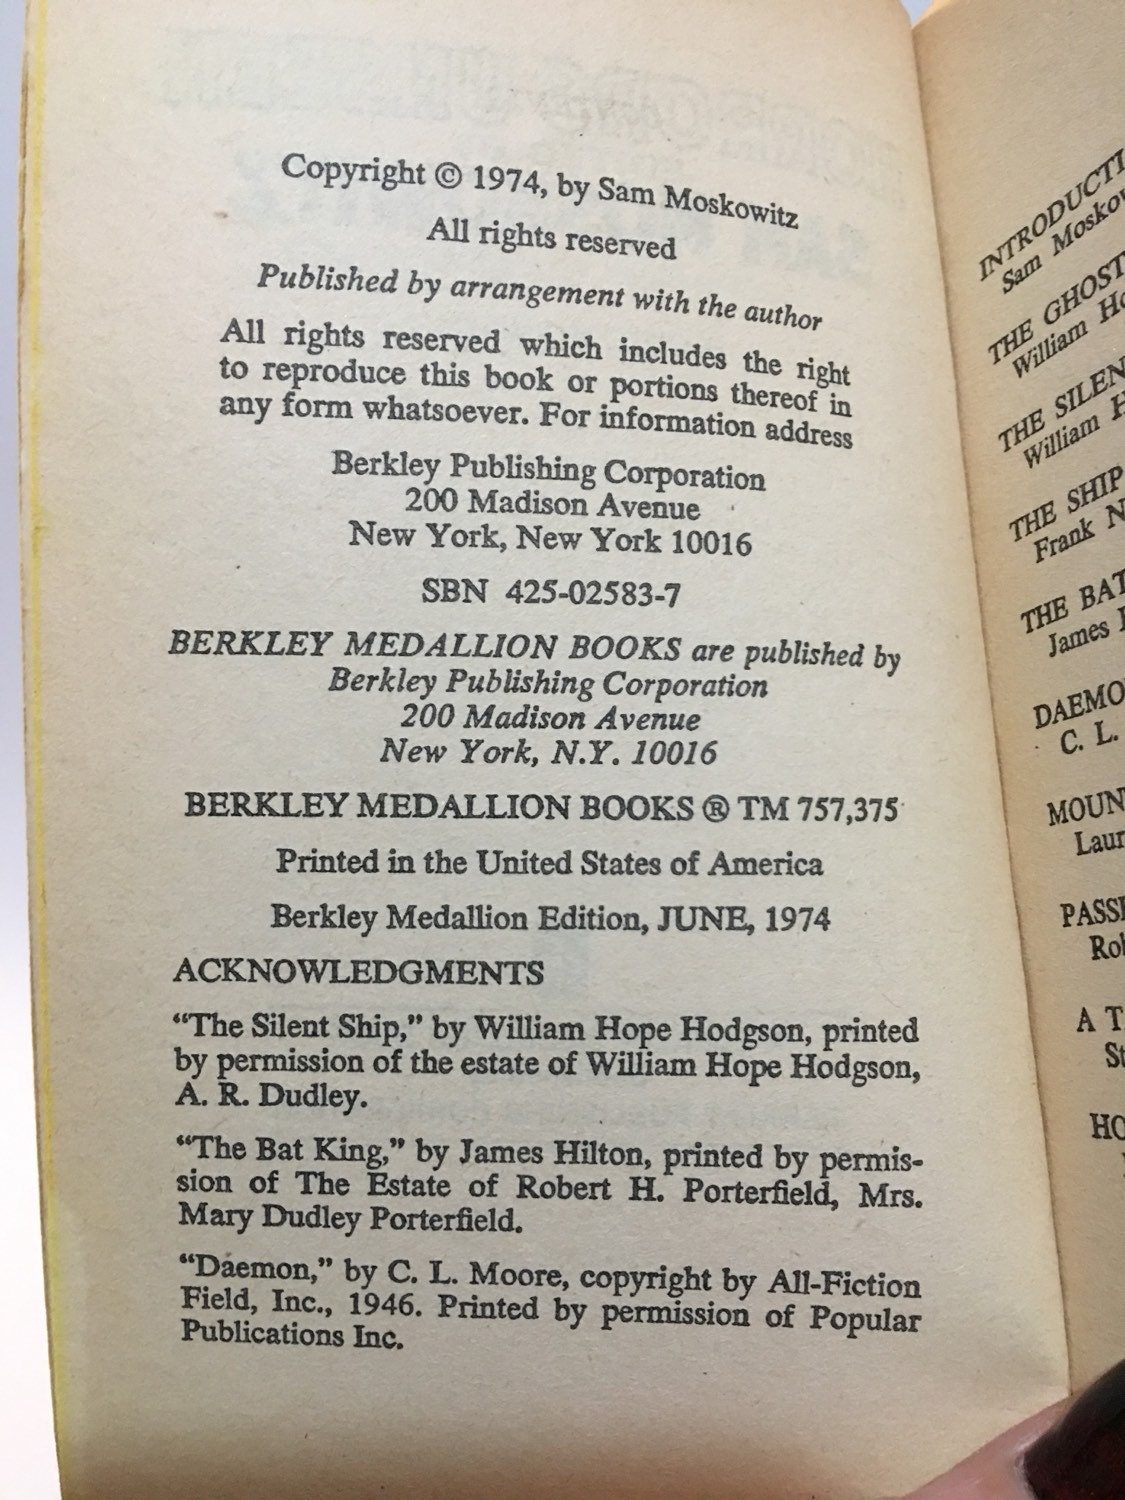 Copyright © 1974, by Sam Moskowitz
All rights reserved
Published by arrangement with the author
All rights reserved which includes the right
to reproduce this book or portions thereof in
any form whatsoever. For information address
Berkley Publishing Corporation
200 Madison Avenue
New York, New York 10016
SBN 425-02583-7
BERKLEY MEDALLION BOOKS are published by
Berkley Publishing Corporation
200 Madison Avenue
New York, N.Y. 10016
BERKLEY MEDALLION BOOKS ® TM 757,375
Printed in the United States of America
Berkley Medallion Edition, JUNE, 1974
ACKNOWLEDGMENTS
“The Silent Ship,” by William Hope Hodgson, printed
by permission of the estate of William Hope Hodgson,
A. R. Dudley.
“The Bat King,” by James Hilton, printed by permis-
sion of The Estate of Robert H. Porterfield, Mrs.
Mary Dudley Porterfield.
“Daemon,” by C. L. Moore, copyright by All-Fiction
Field, Inc., 1946. Printed by permission of Popular
Publications Inc.
INTRODUCTI
Sam Moskow
THE GHOST
William Ho
THE SILEN
William H
THE SHIP
Frank N
THE BAT
James
DAEMO
C. L.
MOUN
Laur
PASSE
Rob
A T
St
HO